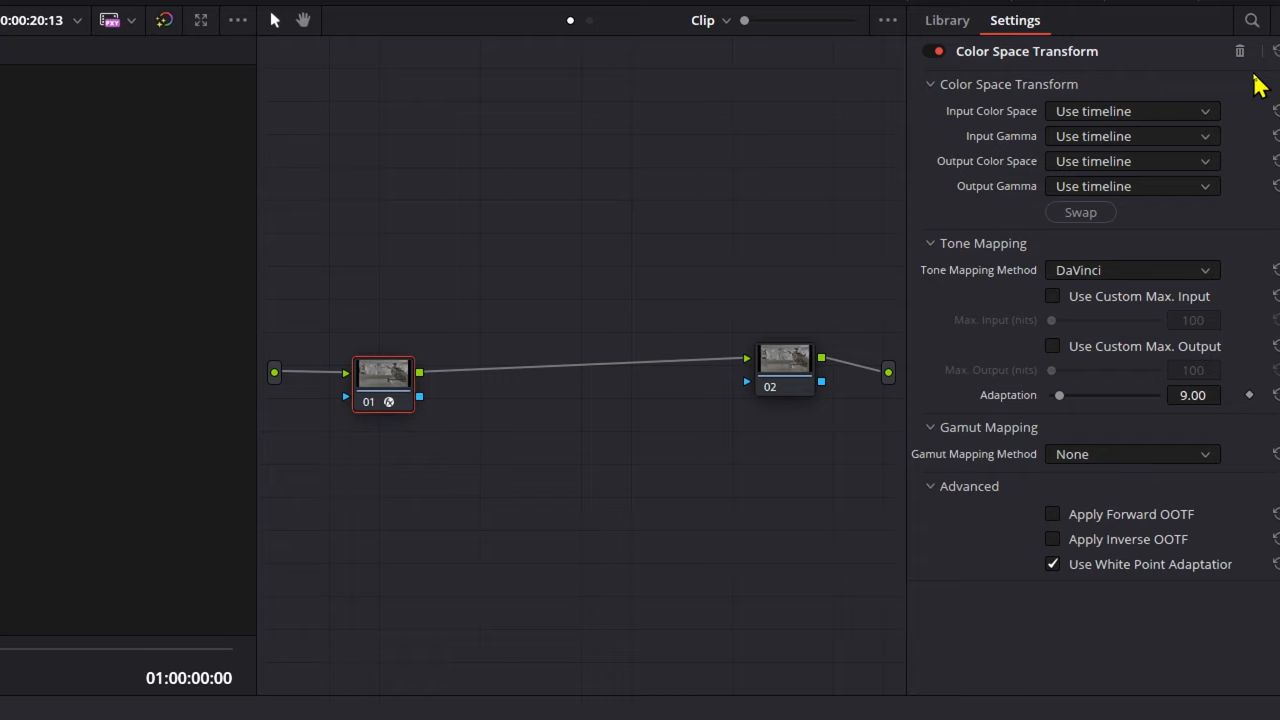 0:00:20:13
Clip
Library
Settings
Color Space Transform
Color Space Transform
Input Color Space
Use timeline
Input Gamma
Use timeline
Output Color Space
Use timeline
Output Gamma
Use timeline
Swap
Tone Mapping
Tone Mapping Method
DaVinci
Use Custom Max. Input
Max. Input (nits)
100
Use Custom Max. Output
Max. Output (nits)
100
Adaptation
9.00
Gamut Mapping
Gamut Mapping Method
None
Advanced
Apply Forward OOTF
Apply Inverse OOTF
Use White Point Adaptation
01
02
01:00:00:00
PXY